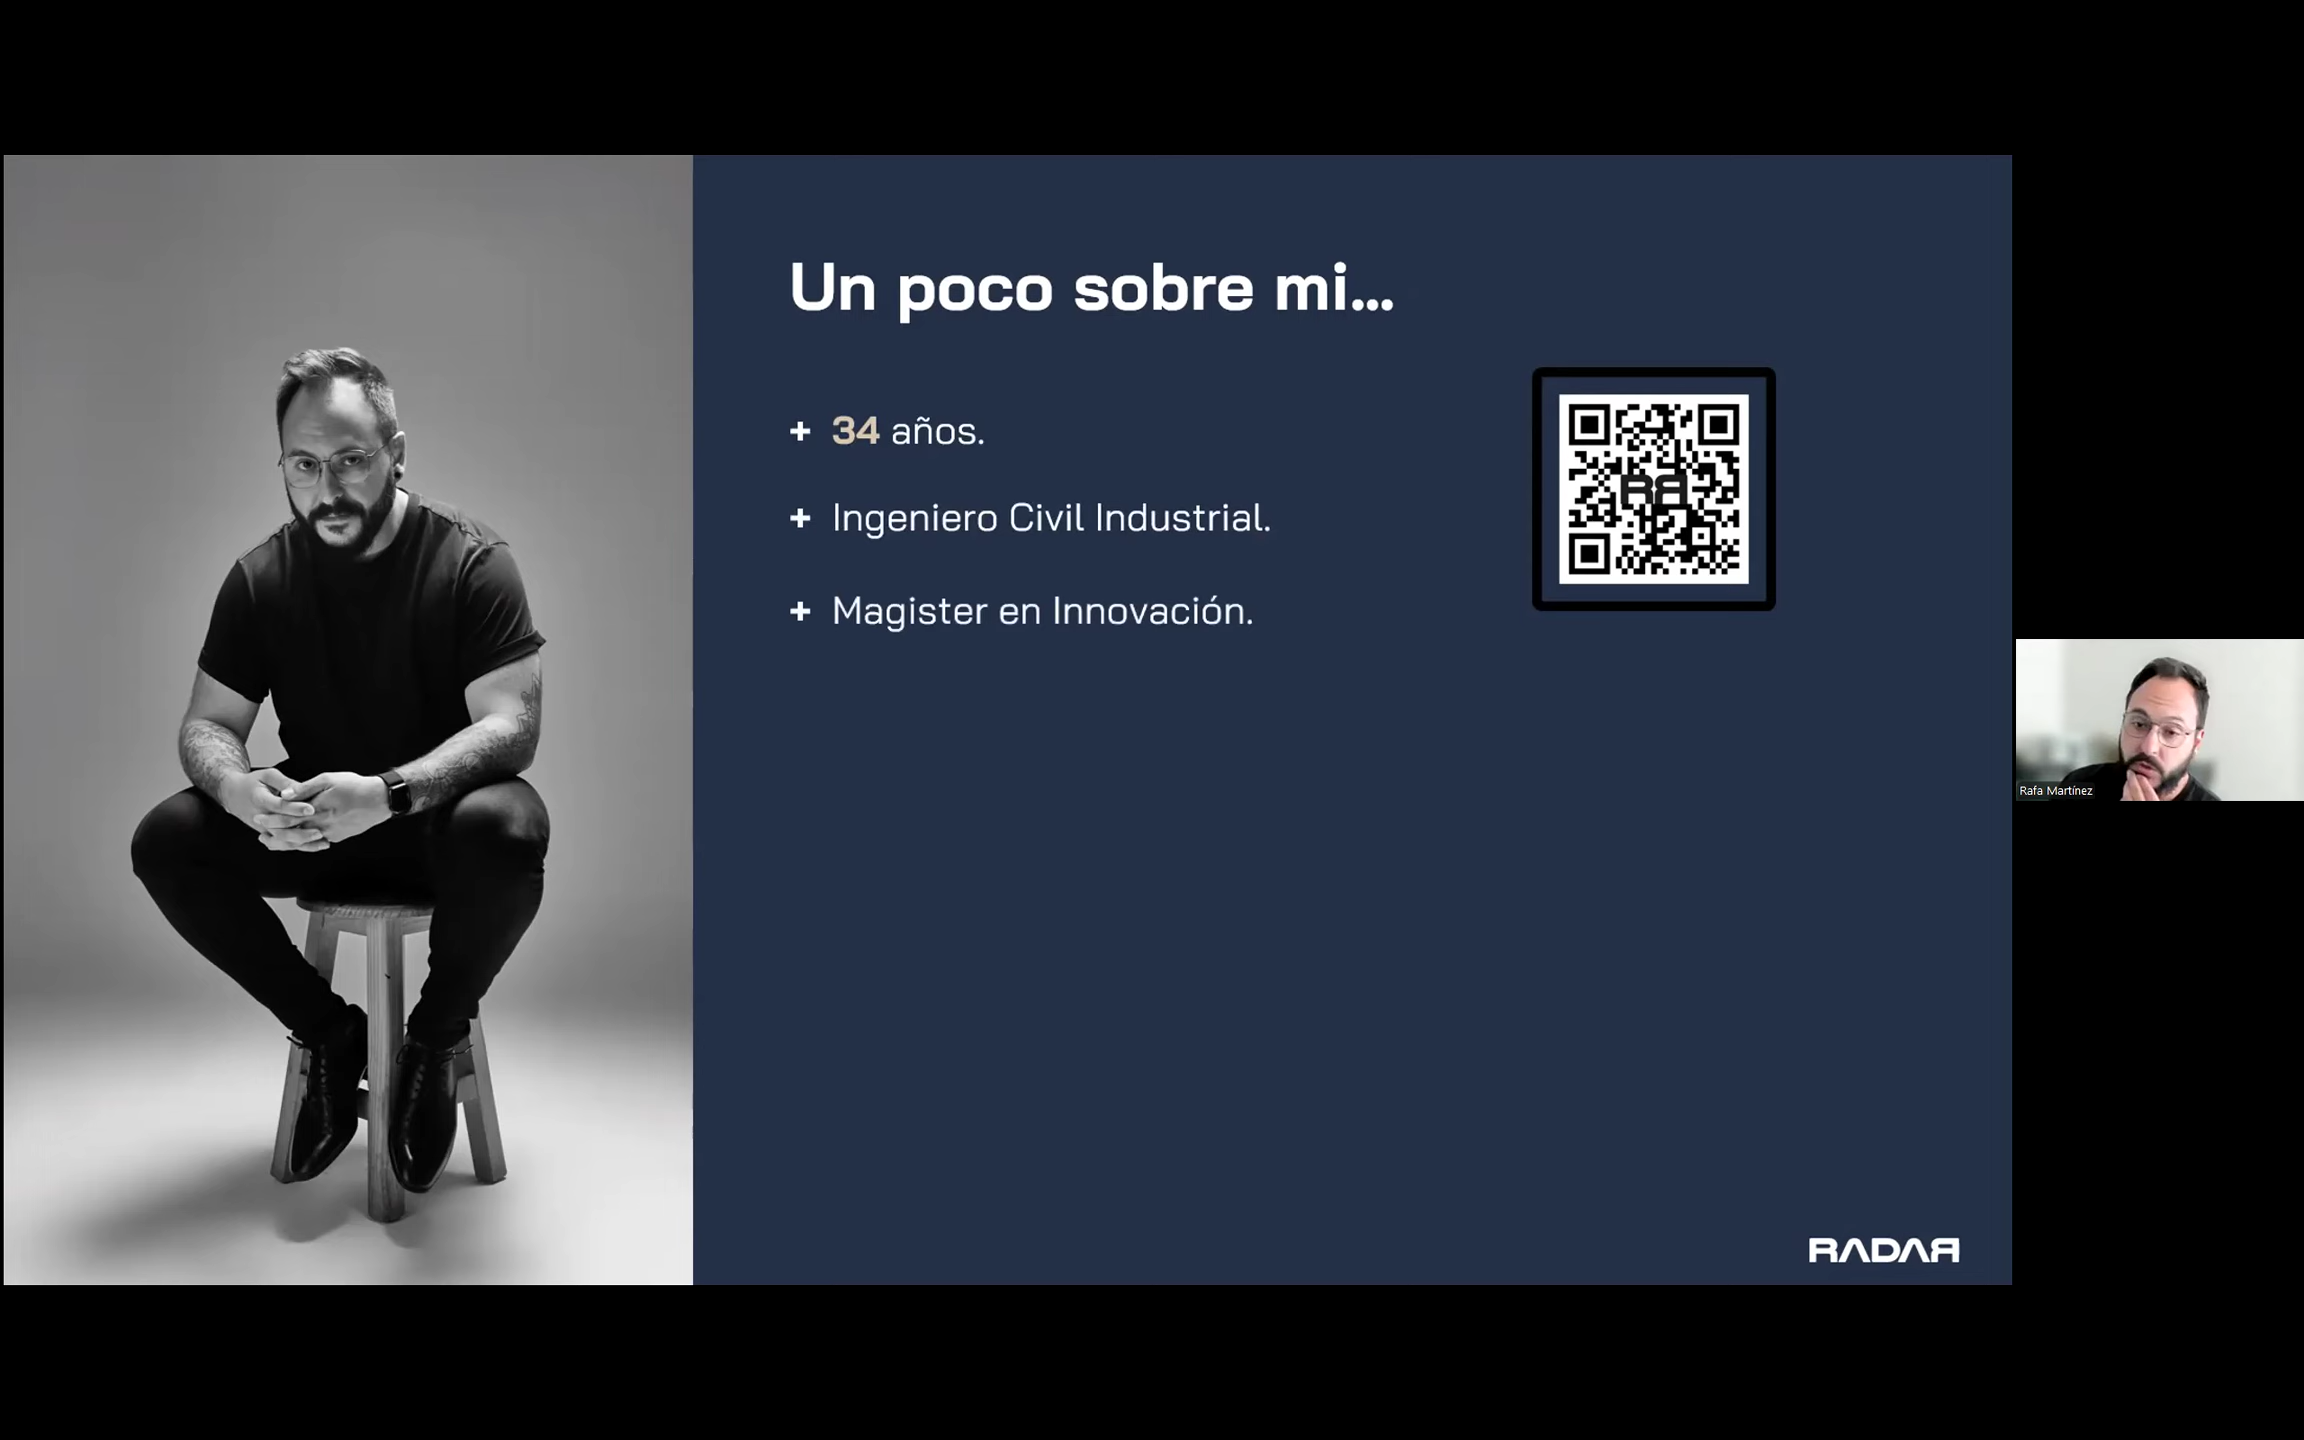 Un poco sobre mi...
+ 34 años.
+ Ingeniero Civil Industrial.
+ Magister en Innovación.
RADAR
Rafa Martínez